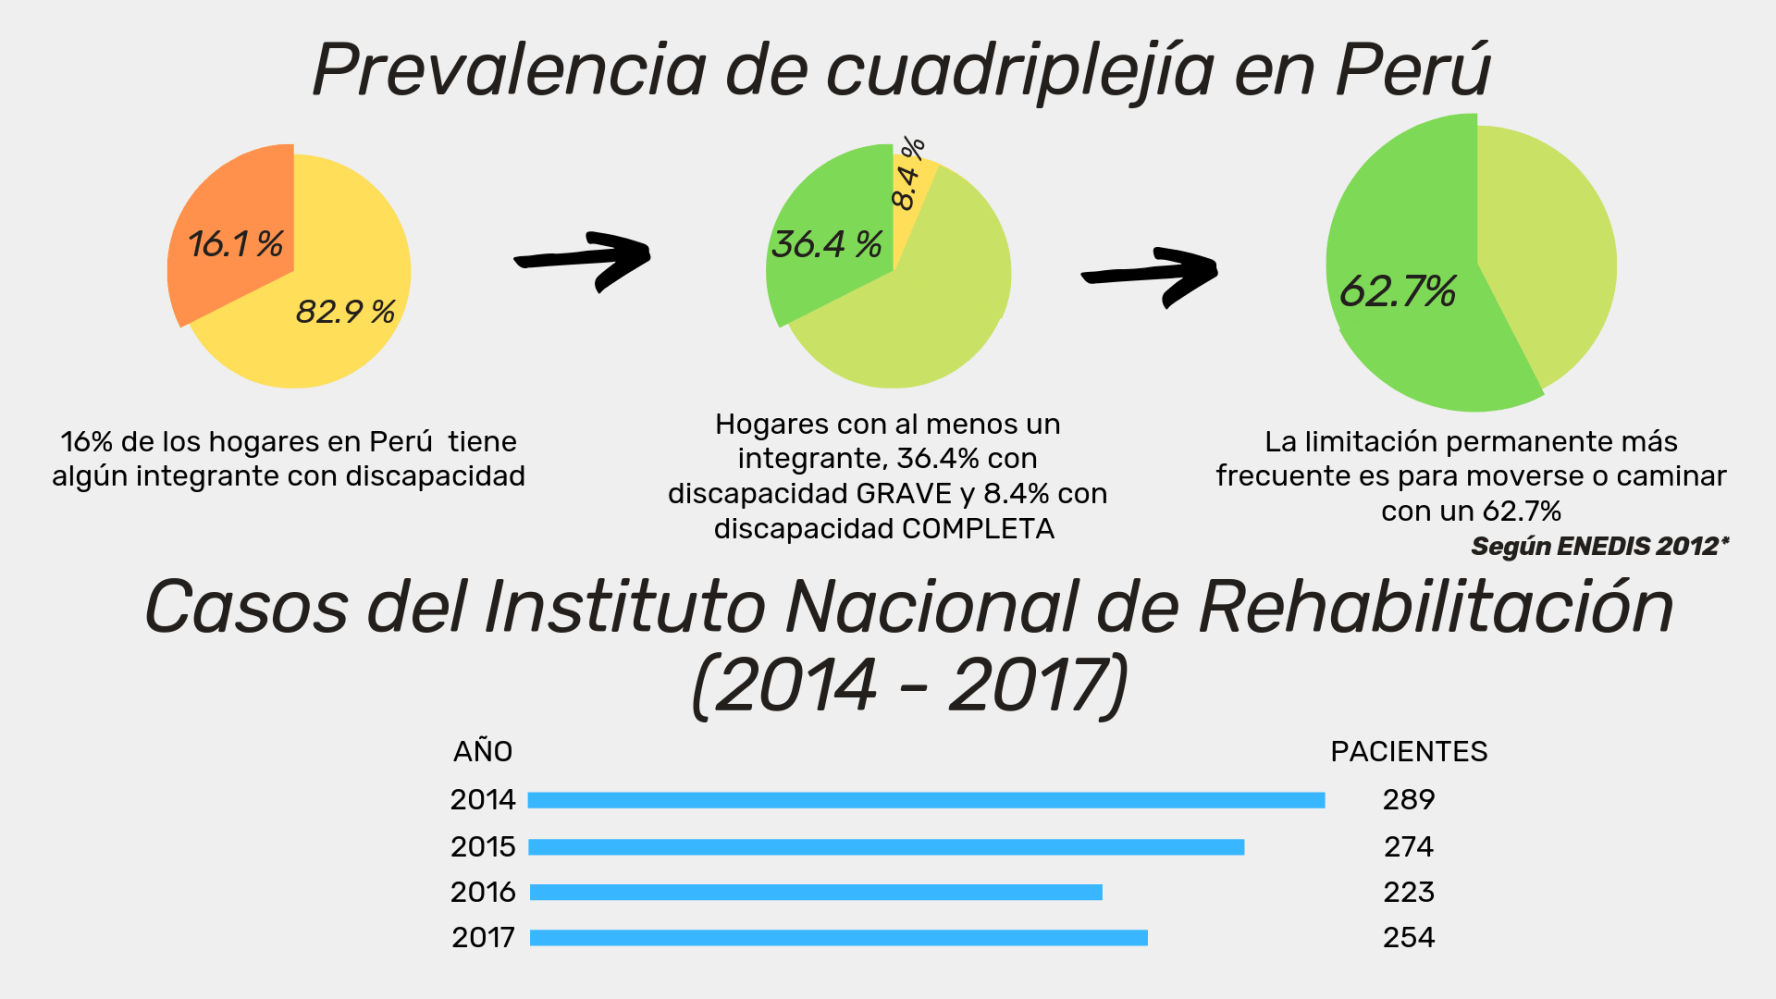 Prevalencia de cuadriplejía en Perú
16.1 %
82.9 %
36.4 %
8.4 %
62.7%
16% de los hogares en Perú tiene
algún integrante con discapacidad
Hogares con al menos un
integrante, 36.4% con
discapacidad GRAVE y 8.4% con
discapacidad COMPLETA
La limitación permanente más
frecuente es para moverse o caminar
con un 62.7%
Según ENEDIS 2012*
Casos del Instituto Nacional de Rehabilitación
(2014 - 2017)
AÑO PACIENTES
2014 289
2015 274
2016 223
2017 254